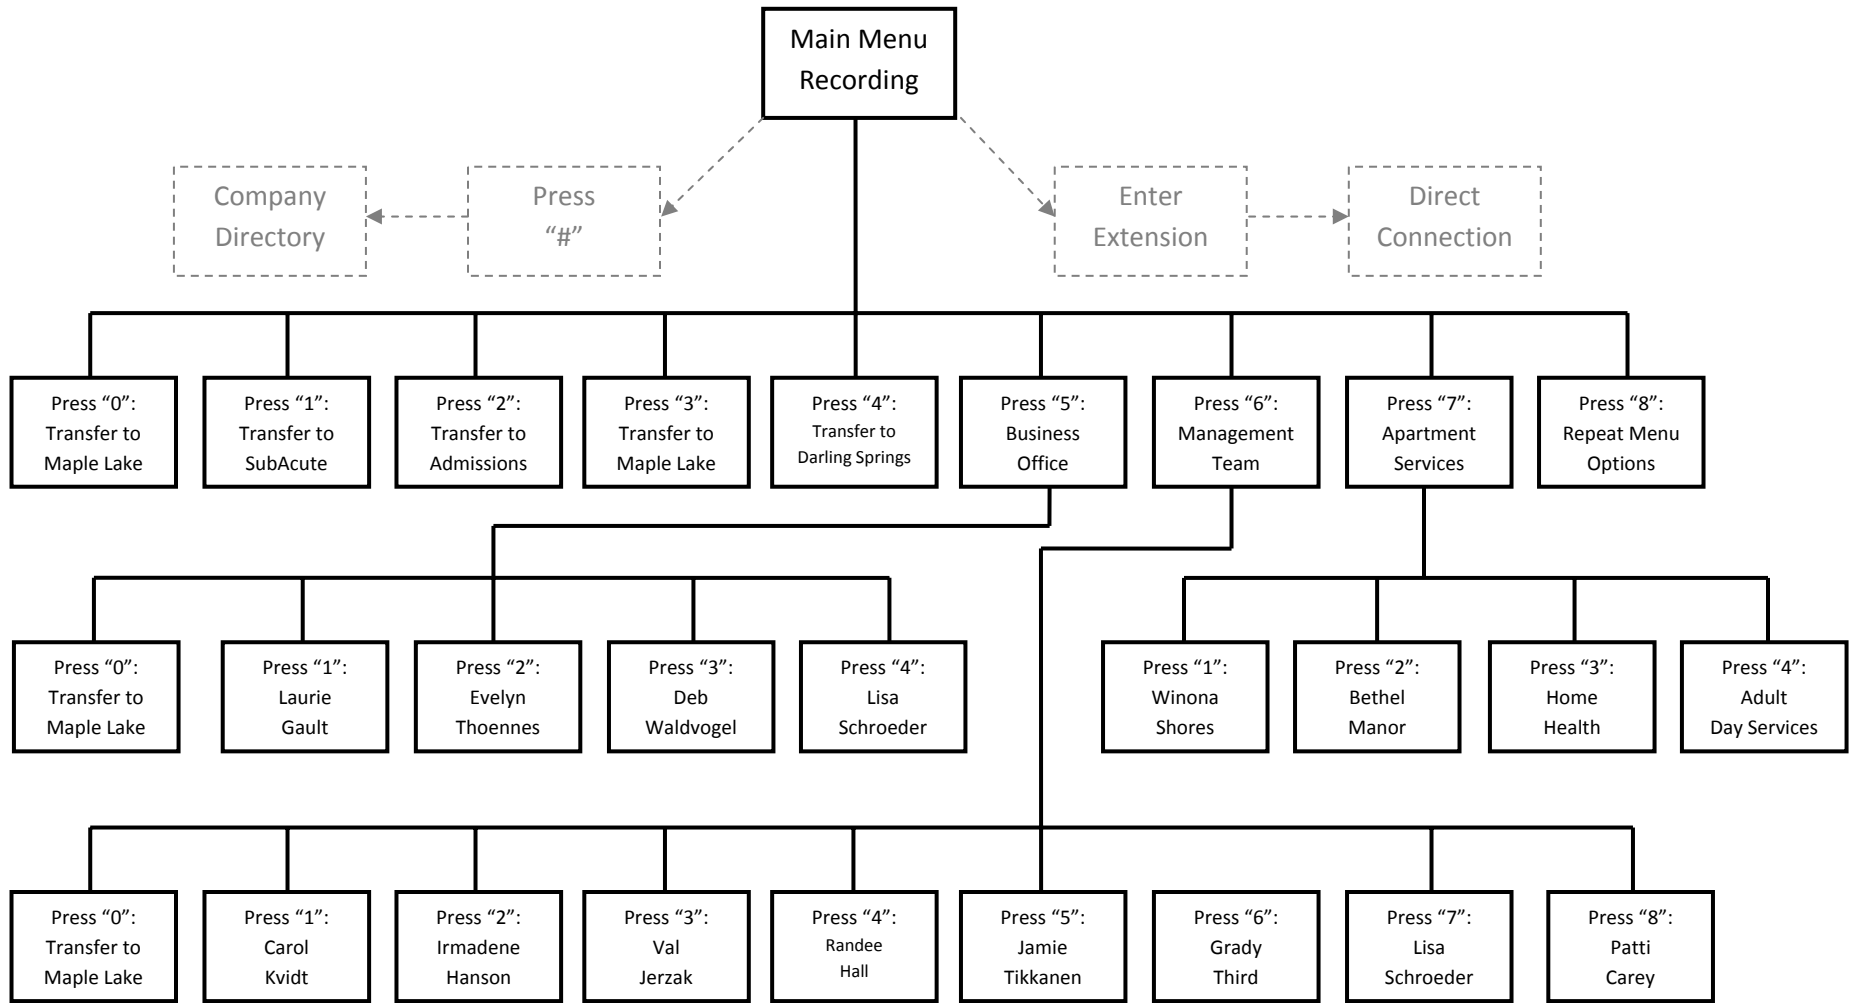 Main Menu
Recording
Company
Directory
Press
“#”
Enter
Extension
Direct
Connection
Press “0”:
Transfer to
Maple Lake
Press “1”:
Transfer to
SubAcute
Press “2”:
Transfer to
Admissions
Press “3”:
Transfer to
Maple Lake
Press “4”:
Transfer to
Darling Springs
Press “5”:
Business
Office
Press “6”:
Management
Team
Press “7”:
Apartment
Services
Press “8”:
Repeat Menu
Options
Press “0”:
Transfer to
Maple Lake
Press “1”:
Laurie
Gault
Press “2”:
Evelyn
Thoennes
Press “3”:
Deb
Waldvogel
Press “4”:
Lisa
Schroeder
Press “1”:
Winona
Shores
Press “2”:
Bethel
Manor
Press “3”:
Home
Health
Press “4”:
Adult
Day Services
Press “0”:
Transfer to
Maple Lake
Press “1”:
Carol
Kvidt
Press “2”:
Irmadene
Hanson
Press “3”:
Val
Jerzak
Press “4”:
Randee
Hall
Press “5”:
Jamie
Tikkanen
Press “6”:
Grady
Third
Press “7”:
Lisa
Schroeder
Press “8”:
Patti
Carey